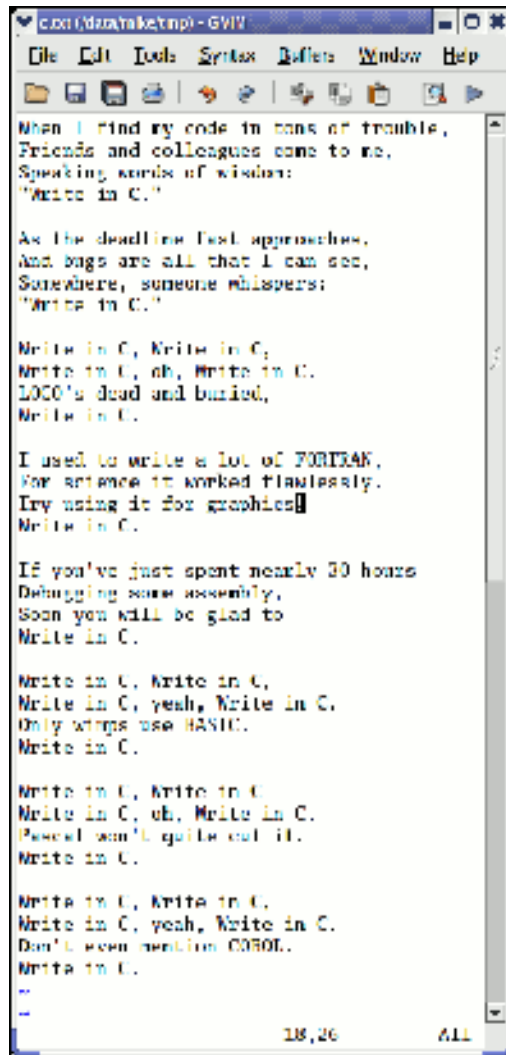 c.txt (/data/mike/tmp) - GVIM
File Edit Tools Syntax Buffers Window Help
When I find my code in tons of trouble,
Friends and colleagues come to me,
Speaking words of wisdom:
"Write in C."
As the deadline fast approaches,
And bugs are all that I can see,
Somewhere, someone whispers:
"Write in C."
Write in C, Write in C,
Write in C, oh, Write in C.
LOGO's dead and buried,
Write in C.
I used to write a lot of FORTRAN,
For science it worked flawlessly.
Try using it for graphics!
Write in C.
If you've just spent nearly 30 hours
Debugging some assembly,
Soon you will be glad to
Write in C.
Write in C, Write in C,
Write in C, yeah, Write in C.
Only wimps use BASIC.
Write in C.
Write in C, Write in C
Write in C, oh, Write in C.
Pascal won't quite cut it.
Write in C.
Write in C, Write in C,
Write in C, yeah, Write in C.
Don't even mention COBOL.
Write in C.
~
~
18,26 All